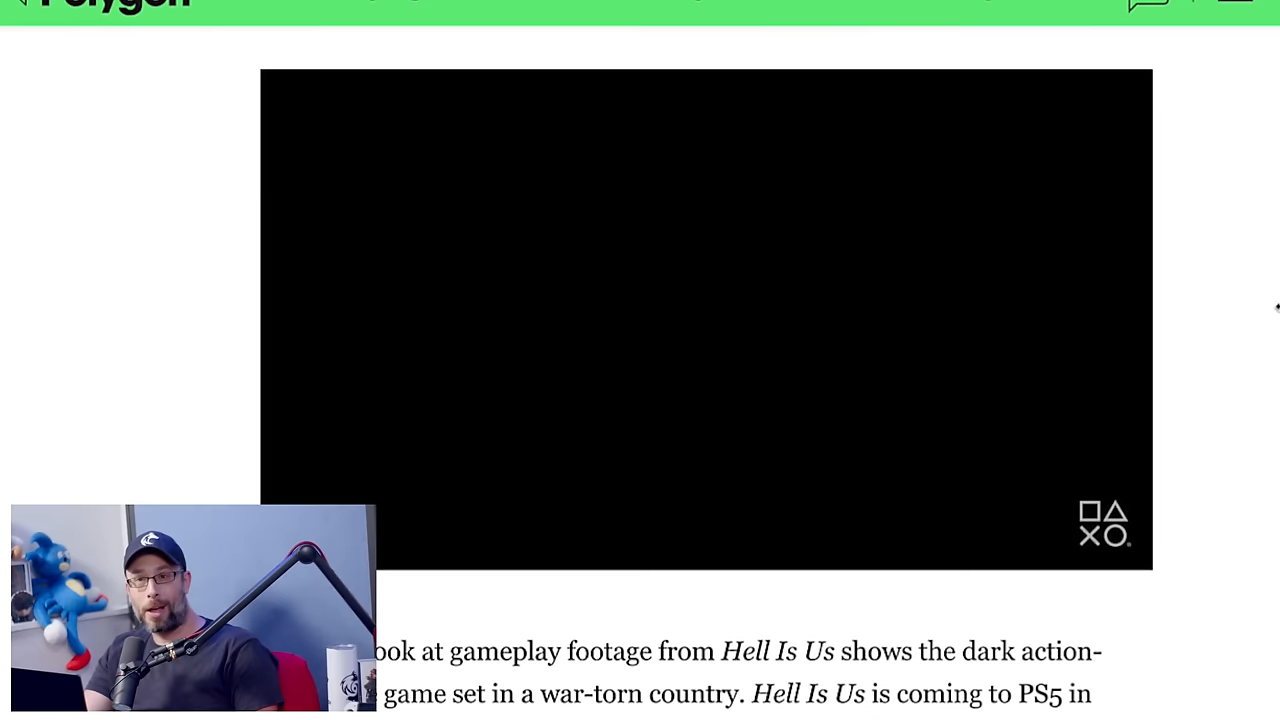 Polygon
ook at gameplay footage from Hell Is Us shows the dark action-
game set in a war-torn country. Hell Is Us is coming to PS5 in